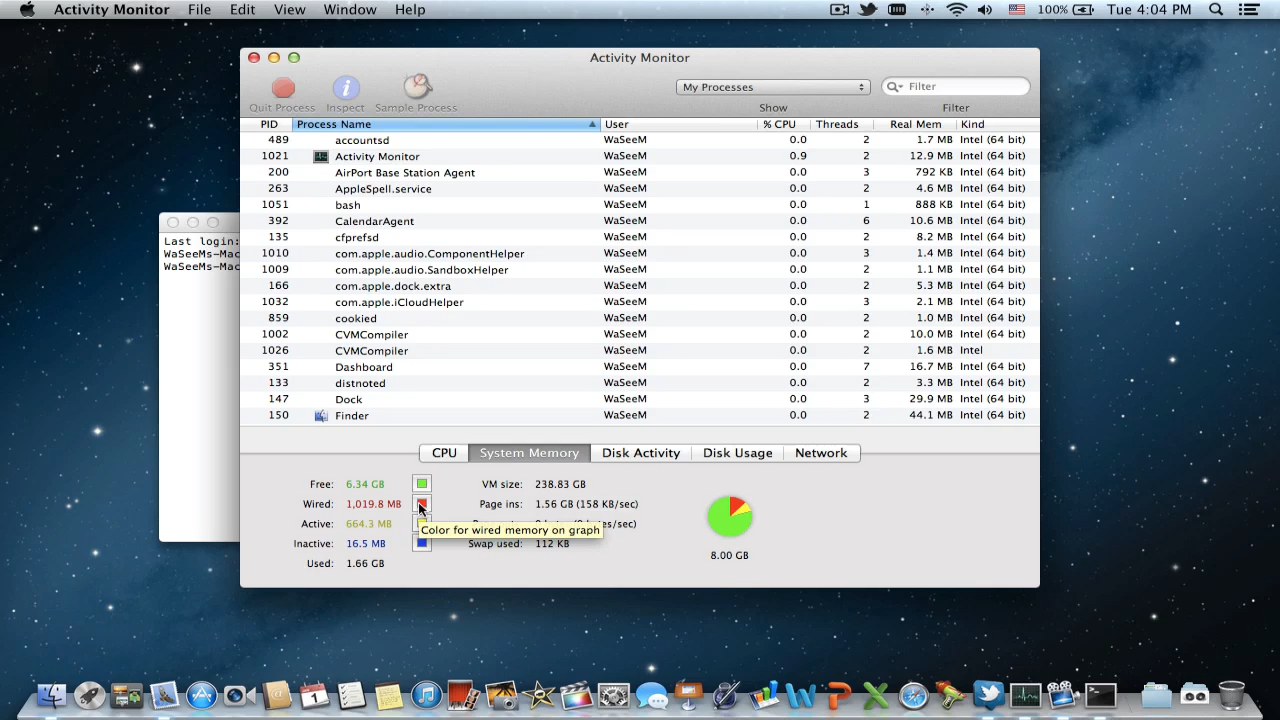 Activity Monitor File Edit View Window Help 100% Tue 4:04 PM
Activity Monitor
My Processes Filter
Quit Process Inspect Sample Process Show Filter
PID Process Name User % CPU Threads Real Mem Kind
489 accountsd WaSeeM 0.0 2 1.7 MB Intel (64 bit)
1021 Activity Monitor WaSeeM 0.9 2 12.9 MB Intel (64 bit)
200 AirPort Base Station Agent WaSeeM 0.0 3 792 KB Intel (64 bit)
263 AppleSpell.service WaSeeM 0.0 2 4.6 MB Intel (64 bit)
1051 bash WaSeeM 0.0 1 888 KB Intel (64 bit)
392 CalendarAgent WaSeeM 0.0 6 10.6 MB Intel (64 bit)
135 cfprefsd WaSeeM 0.0 2 8.2 MB Intel (64 bit)
1010 com.apple.audio.ComponentHelper WaSeeM 0.0 3 1.4 MB Intel (64 bit)
1009 com.apple.audio.SandboxHelper WaSeeM 0.0 2 1.1 MB Intel (64 bit)
166 com.apple.dock.extra WaSeeM 0.0 2 5.3 MB Intel (64 bit)
1032 com.apple.iCloudHelper WaSeeM 0.0 3 2.1 MB Intel (64 bit)
859 cookied WaSeeM 0.0 2 1.0 MB Intel (64 bit)
1002 CVMCompiler WaSeeM 0.0 2 10.0 MB Intel (64 bit)
1026 CVMCompiler WaSeeM 0.0 2 1.6 MB Intel
351 Dashboard WaSeeM 0.0 7 16.7 MB Intel (64 bit)
133 distnoted WaSeeM 0.0 2 3.3 MB Intel (64 bit)
147 Dock WaSeeM 0.0 3 29.9 MB Intel (64 bit)
150 Finder WaSeeM 0.0 2 44.1 MB Intel (64 bit)
Last login:
WaSeeMs-Mac
WaSeeMs-Mac
CPU System Memory Disk Activity Disk Usage Network
Free: 6.34 GB VM size: 238.83 GB
Wired: 1,019.8 MB Page ins: 1.56 GB (158 KB/sec)
Active: 664.3 MB
Color for wired memory on graph
Inactive: 16.5 MB Swap used: 112 KB
Used: 1.66 GB 8.00 GB